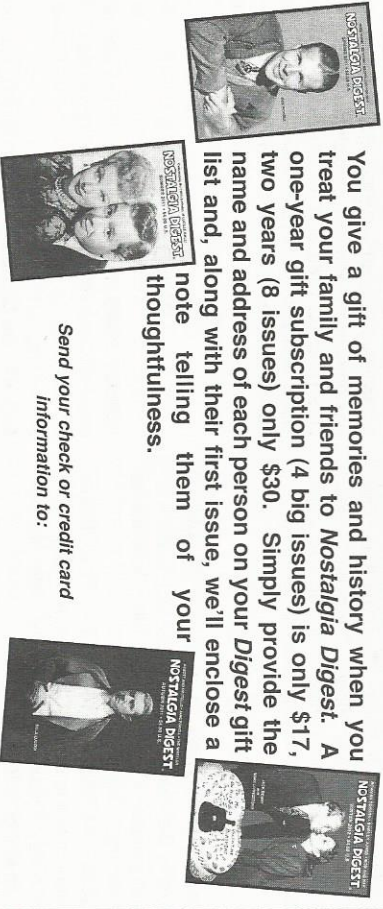 You give a gift of memories and history when you
treat your family and friends to Nostalgia Digest. A
one-year gift subscription (4 big issues) is only $17,
two years (8 issues) only $30. Simply provide the
name and address of each person on your Digest gift
list and, along with their first issue, we'll enclose a
note telling them of your
thoughtfulness.
Send your check or credit card
information to:
NOSTALGIA DIGEST
NOSTALGIA DIGEST
NOSTALGIA DIGEST
NOSTALGIA DIGEST